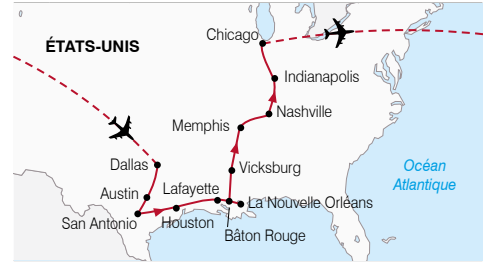 Chicago
ÉTATS-UNIS
Indianapolis
Nashville
Memphis
Dallas
Vicksburg
Océan
Atlantique
Austin
Lafayette
La Nouvelle Orléans
San Antonio
Houston
Bâton Rouge